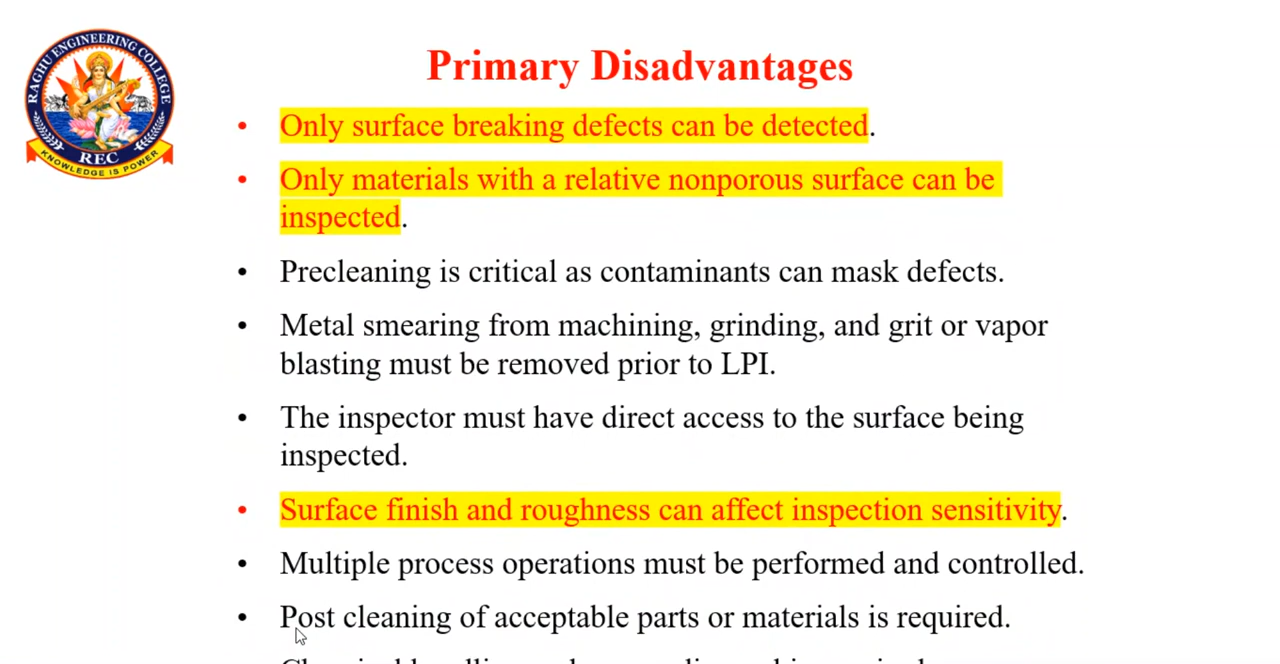 RAGHU ENGINEERING COLLEGE
REC
KNOWLEDGE IS POWER
Primary Disadvantages
• Only surface breaking defects can be detected.
• Only materials with a relative nonporous surface can be
inspected.
• Precleaning is critical as contaminants can mask defects.
• Metal smearing from machining, grinding, and grit or vapor
blasting must be removed prior to LPI.
• The inspector must have direct access to the surface being
inspected.
• Surface finish and roughness can affect inspection sensitivity.
• Multiple process operations must be performed and controlled.
• Post cleaning of acceptable parts or materials is required.